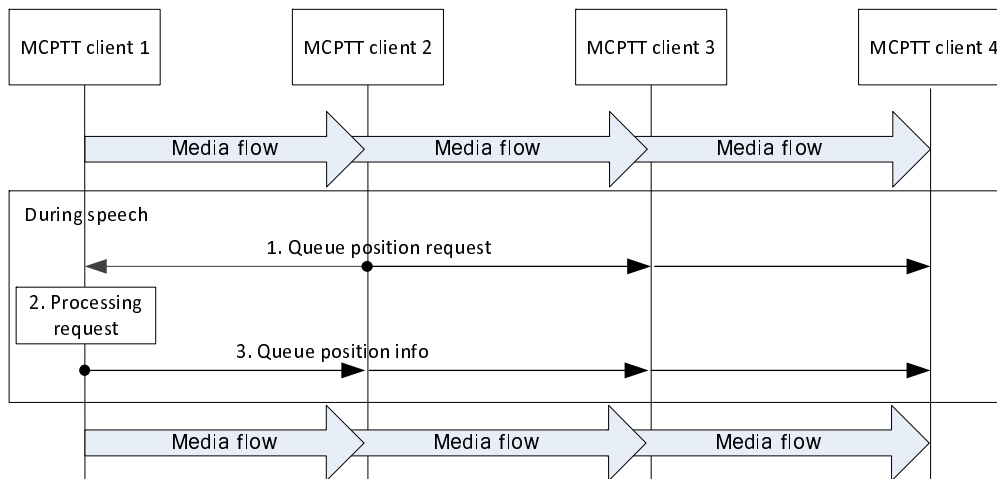 MCPTT client 1
MCPTT client 2
MCPTT client 3
MCPTT client 4
Media flow
Media flow
Media flow
During speech
1. Queue position request
2. Processing
request
3. Queue position info
Media flow
Media flow
Media flow